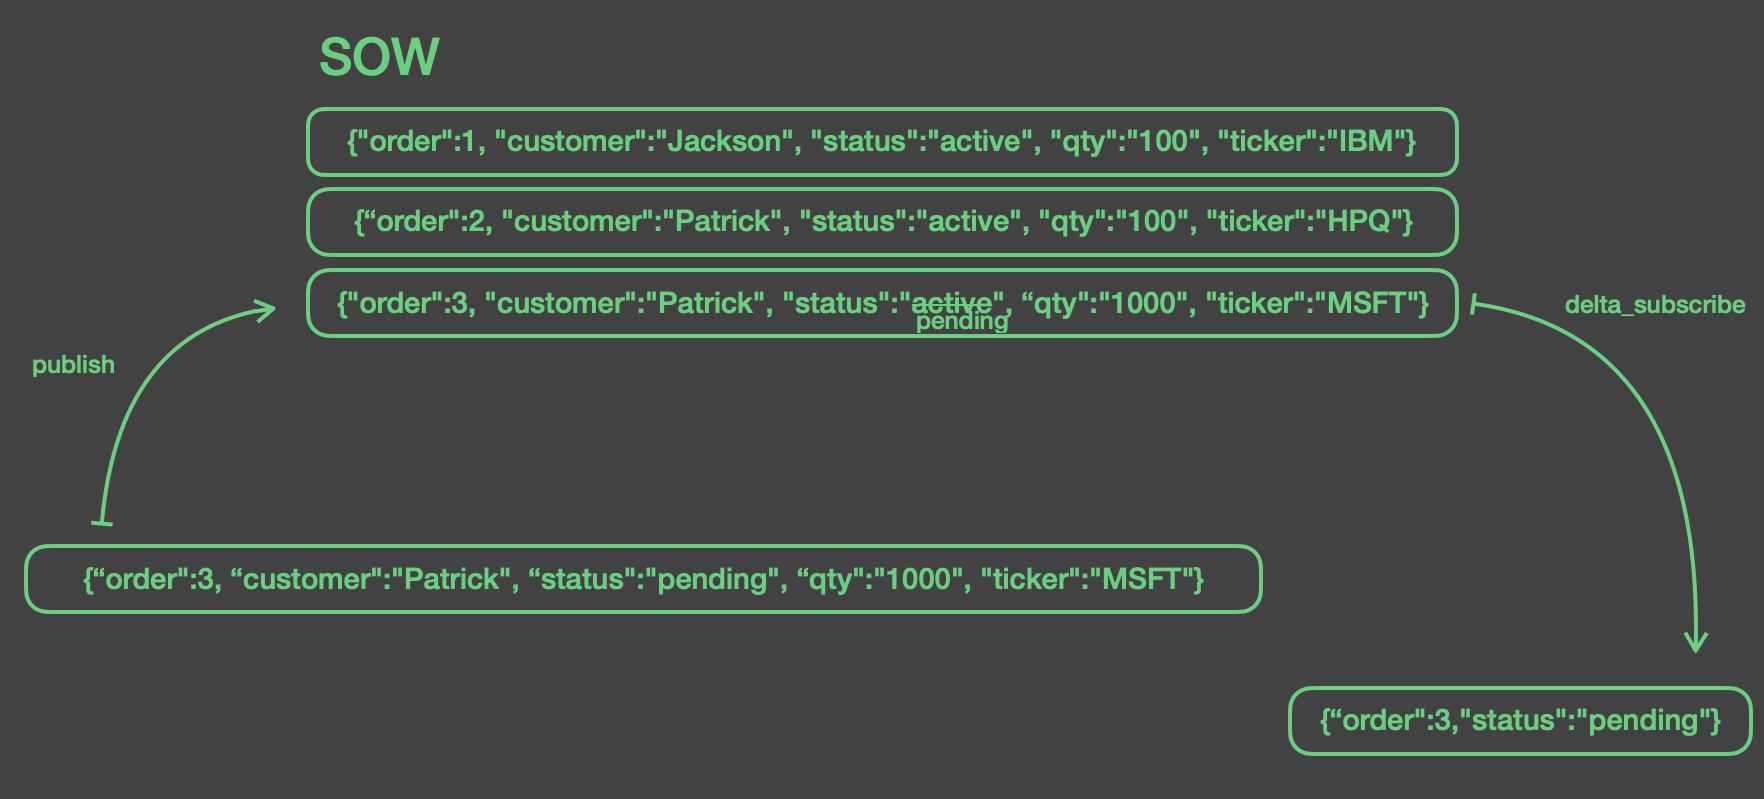 SOW
{"order":1, "customer":"Jackson", "status":"active", "qty":"100", "ticker":"IBM"}
{“order":2, "customer":"Patrick", "status":"active", "qty":"100", "ticker":"HPQ"}
{"order":3, "customer":"Patrick", "status":"active", “qty":"1000", "ticker":"MSFT"}
pending
delta_subscribe
publish
{“order":3, “customer":"Patrick", “status":"pending", “qty":"1000", "ticker":"MSFT"}
{“order":3,"status":"pending"}